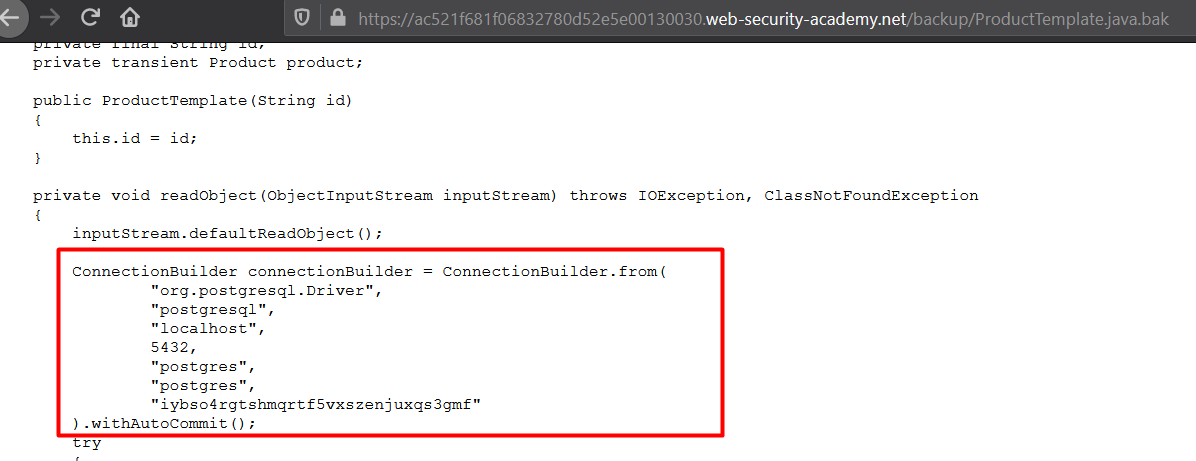 https://ac521f681f06832780d52e5e00130030.web-security-academy.net/backup/ProductTemplate.java.bak
private final String id;
private transient Product product;
public ProductTemplate(String id)
{
this.id = id;
}
private void readObject(ObjectInputStream inputStream) throws IOException, ClassNotFoundException
{
inputStream.defaultReadObject();
ConnectionBuilder connectionBuilder = ConnectionBuilder.from(
"org.postgresql.Driver",
"postgresql",
"localhost",
5432,
"postgres",
"postgres",
"iybso4rgtshmqrtf5vxszenjuxqs3gmf"
).withAutoCommit();
try
{